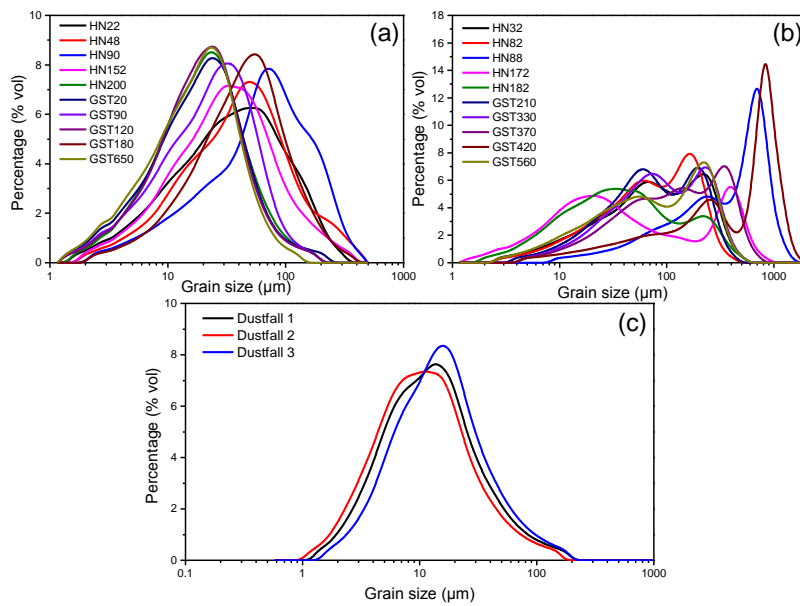 (a)
HN22
HN48
HN90
HN152
HN200
GST20
GST90
GST120
GST180
GST650
Percentage (% vol)
10
8
6
4
2
0
1 10 100 1000
Grain size (µm)
(b)
HN32
HN82
HN88
HN172
HN182
GST210
GST330
GST370
GST420
GST560
Percentage (% vol)
18
16
14
12
10
8
6
4
2
0
1 10 100 1000
Grain size (µm)
(c)
Dustfall 1
Dustfall 2
Dustfall 3
Percentage (% vol)
10
8
6
4
2
0
0.1 1 10 100 1000
Grain size (µm)